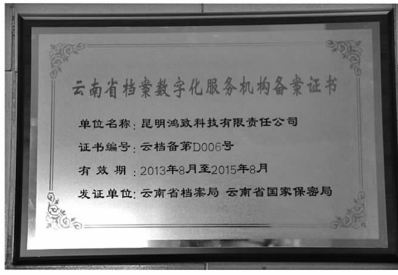 云南省档案数字化服务机构备案证书
单位名称：昆明鸿致科技有限责任公司
证书编号：云档备第D006号
有效期：2013年8月至2015年8月
发证单位：云南省档案局 云南省国家保密局